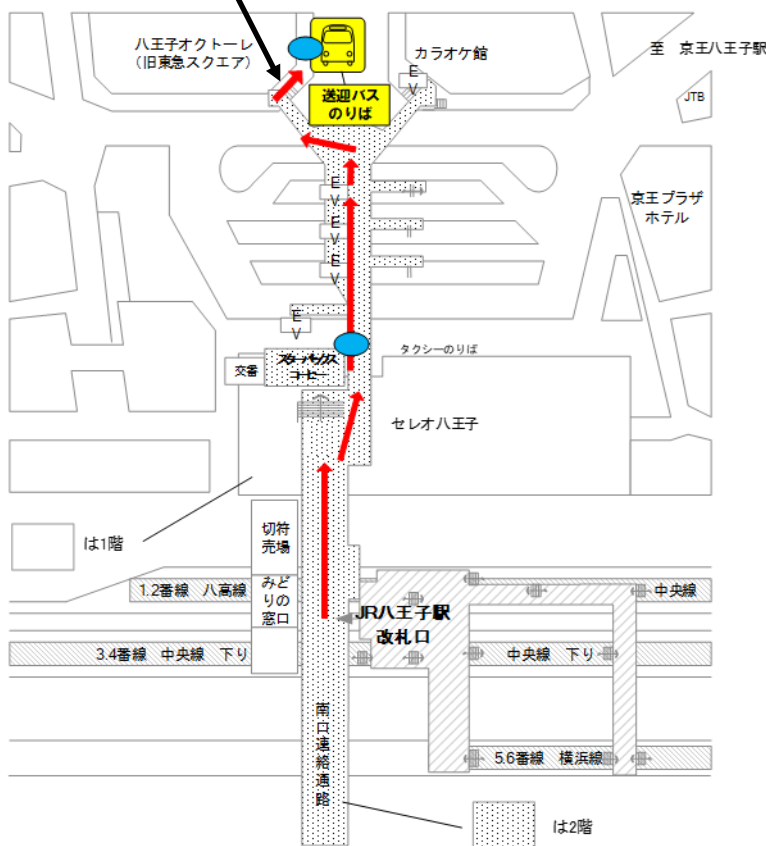 八王子オクトーレ
（旧東急スクエア）
カラオケ館
至 京王八王子駅
E
V
送迎バス
のりば
JTB
E
V
京王プラザ
ホテル
E
V
E
V
E
V
タクシーのりば
交番
スターバックス
コーヒー
セレオ八王子
は1階
切符
売場
みど
りの
窓口
1.2番線 八高線
中央線
JR八王子駅
改札口
3.4番線 中央線 下り
中央線 下り
南口連絡通路
5.6番線 横浜線
は2階